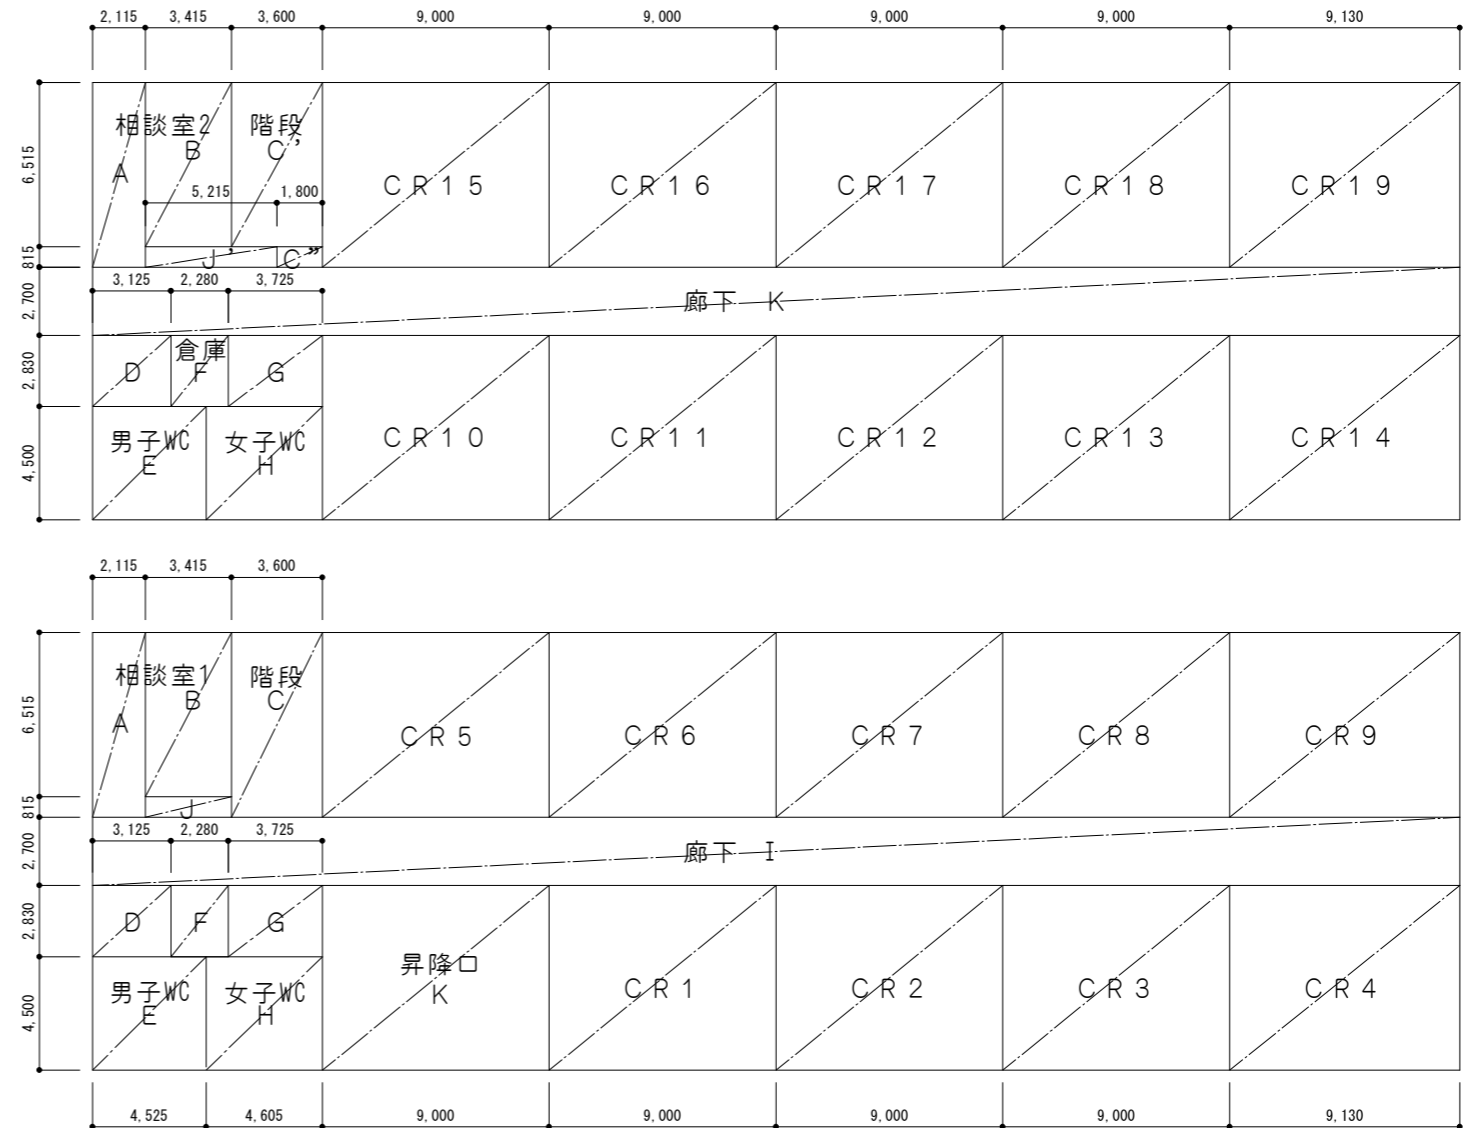 2,115 3,415 3,600 9,000 9,000 9,000 9,000 9,130
6,515
相談室2
B
A
階段
C'
5,215 1,800
CR15 CR16 CR17 CR18 CR19
815
J' C"
3,125 2,280 3,725
2,700
廊下 K
2,830
D
倉庫
F
G
4,500
男子WC
E
女子WC
H
CR10 CR11 CR12 CR13 CR14
2,115 3,415 3,600
6,515
相談室1
B
A
階段
C
CR5 CR6 CR7 CR8 CR9
815
J
3,125 2,280 3,725
2,700
廊下 I
2,830
D F G
4,500
男子WC
E
女子WC
H
昇降口
K
CR1 CR2 CR3 CR4
4,525 4,605 9,000 9,000 9,000 9,000 9,130